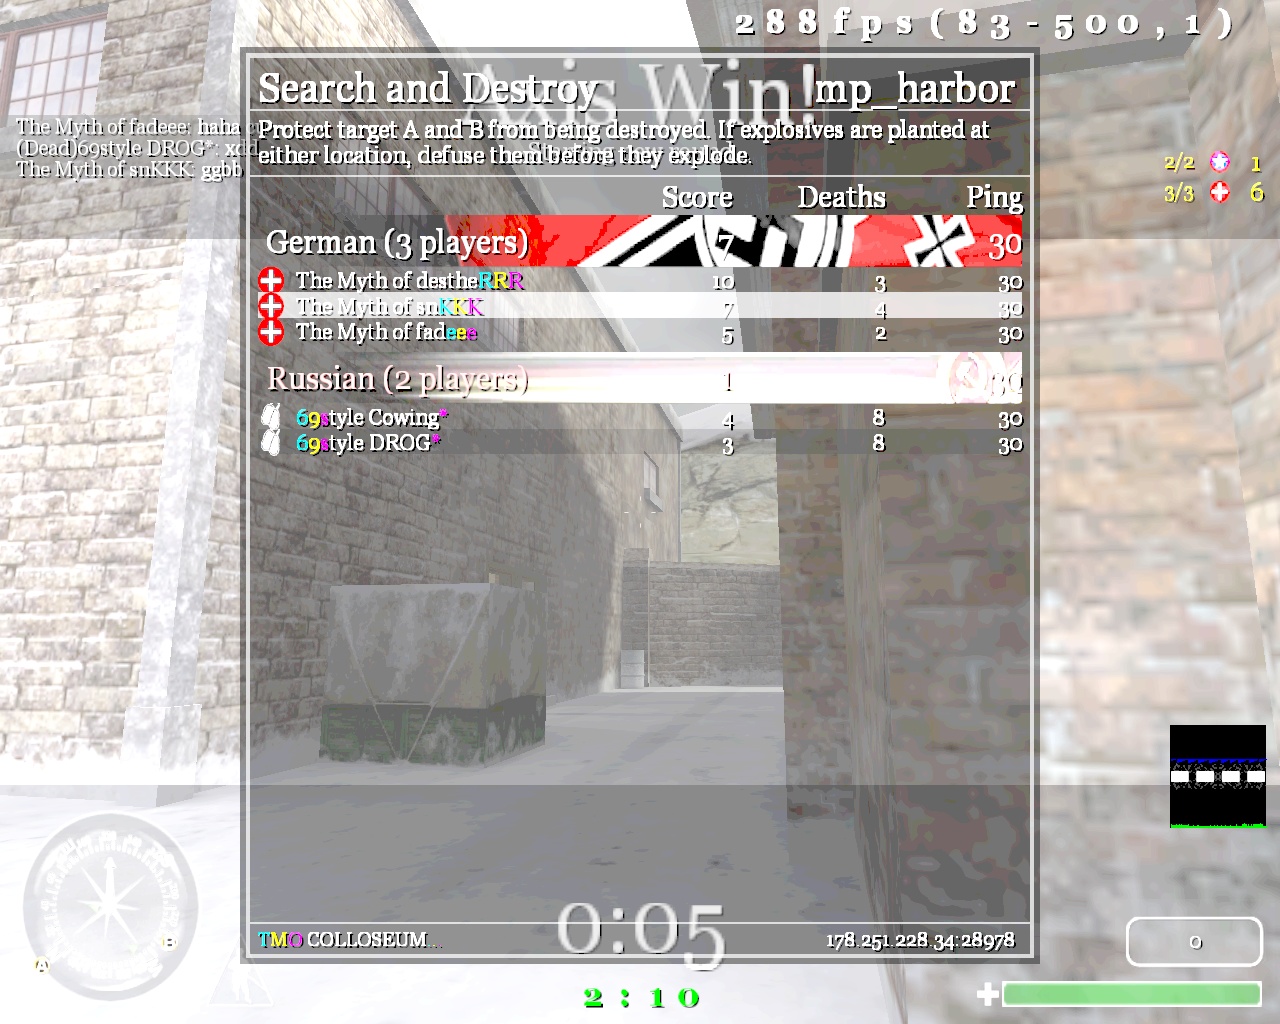 288fps(83-500,1)
Axis Win!
Search and Destroy mp_harbor
The Myth of fadeee: haha
(Dead)69style DROG*: xdd
The Myth of snKKK: ggbb
Protect target A and B from being destroyed. If explosives are planted at
either location, defuse them before they explode.
2/2 1
3/3 6
Score Deaths Ping
German (3 players) 7 30
The Myth of destheRRR 10 3 30
The Myth of snKKK 7 4 30
The Myth of fadeee 5 2 30
Russian (2 players) 1 30
69style Cowing* 4 8 30
69style DROG* 3 8 30
A
B
0:05
TMO COLLOSEUM... 178.251.228.34:28978
0
2:10